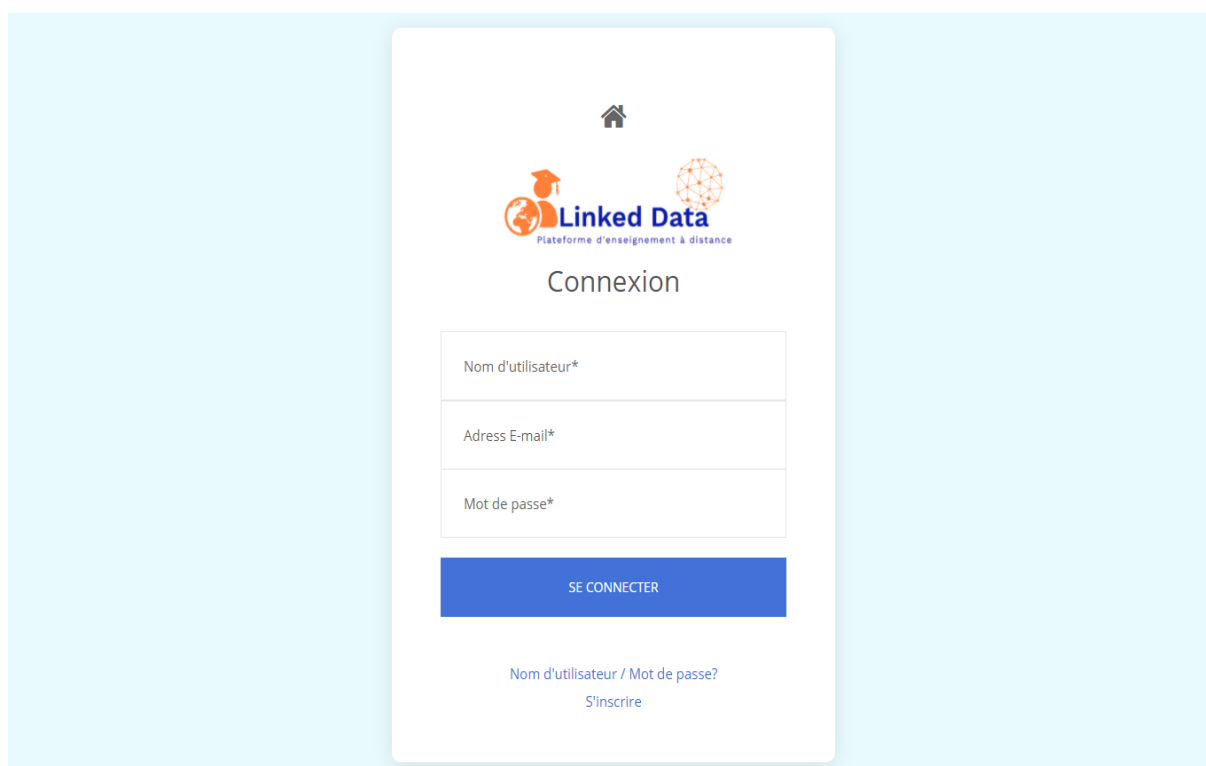 Linked Data
Plateforme d'enseignement à distance
Connexion
Nom d'utilisateur*
Adress E-mail*
Mot de passe*
SE CONNECTER
Nom d'utilisateur / Mot de passe?
S'inscrire